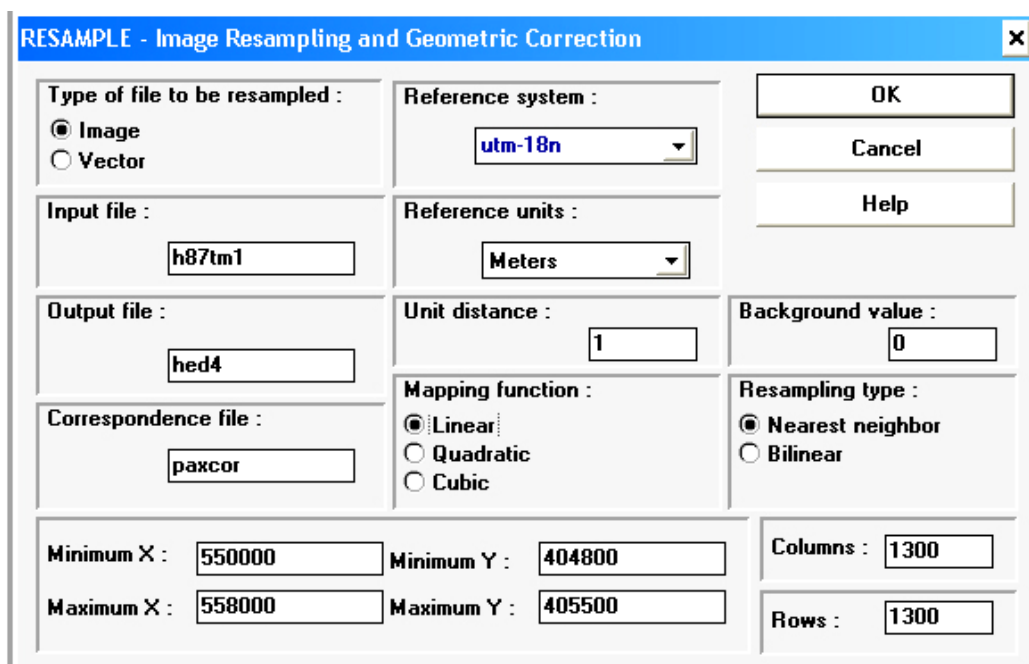 RESAMPLE - Image Resampling and Geometric Correction
Type of file to be resampled :
Image
Vector
Reference system :
utm-18n
OK
Cancel
Help
Input file :
h87tm1
Reference units :
Meters
Output file :
hed4
Unit distance :
1
Background value :
0
Correspondence file :
paxcor
Mapping function :
Linear
Quadratic
Cubic
Resampling type :
Nearest neighbor
Bilinear
Minimum X : 550000 Minimum Y : 404800
Maximum X : 558000 Maximum Y : 405500
Columns : 1300
Rows : 1300